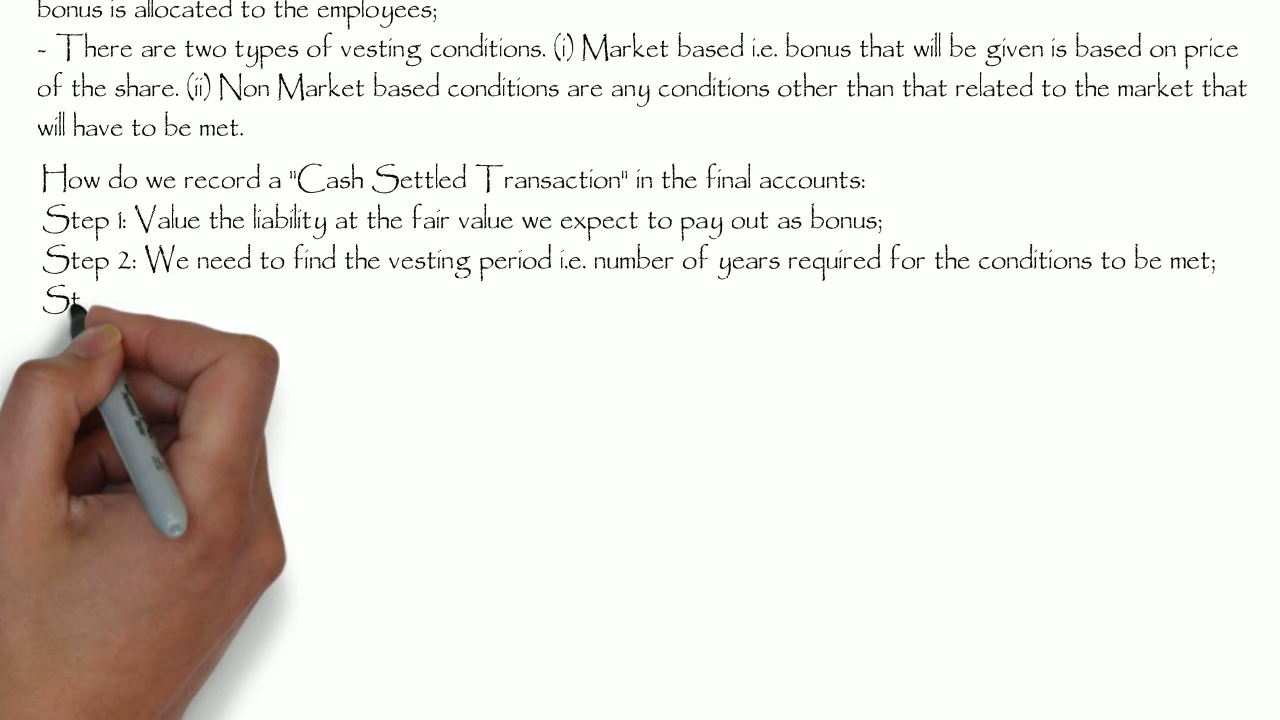 bonus is allocated to the employees;
- There are two types of vesting conditions. (i) Market based i.e. bonus that will be given is based on price
of the share. (ii) Non Market based conditions are any conditions other than that related to the market that
will have to be met.
How do we record a "Cash Settled Transaction" in the final accounts:
Step 1: Value the liability at the fair value we expect to pay out as bonus;
Step 2: We need to find the vesting period i.e. number of years required for the conditions to be met;
St